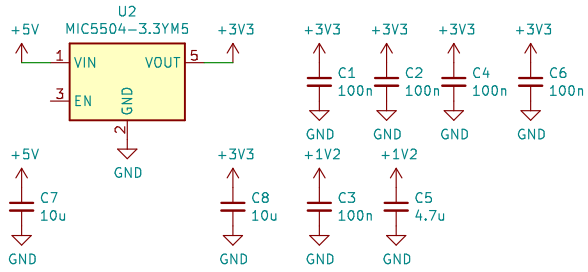 U2
+5V MIC5504-3.3YM5 +3V3 +3V3 +3V3 +3V3 +3V3
1 VIN VOUT 5
C1 C2 C4 C6
100n 100n 100n 100n
3 EN GND
2
GND GND GND GND
GND
+5V +3V3 +1V2 +1V2
C7 C8 C3 C5
10u 10u 100n 4.7u
GND GND GND GND